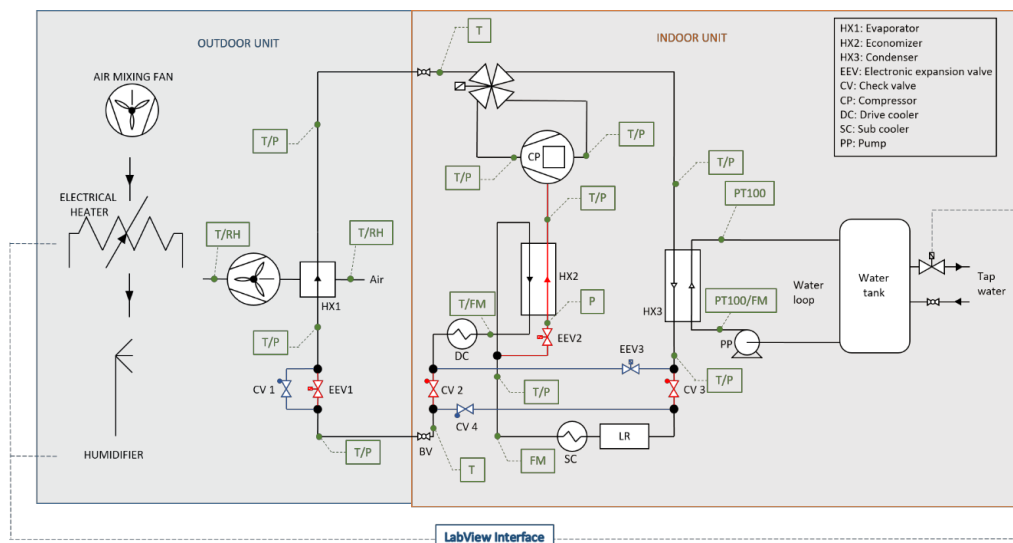 OUTDOOR UNIT
INDOOR UNIT
HX1: Evaporator
HX2: Economizer
HX3: Condenser
EEV: Electronic expansion valve
CV: Check valve
CP: Compressor
DC: Drive cooler
SC: Sub cooler
PP: Pump
AIR MIXING FAN
T
T/P
T/P
CP
T/P
T/P
T/P
PT100
ELECTRICAL
HEATER
T/RH
T/RH
Air
HX1
HX2
HX3
Water
loop
Water
tank
Tap
water
T/FM
P
PT100/FM
T/P
DC
EEV2
PP
EEV3
CV 1
EEV1
CV 2
T/P
CV 3
T/P
CV 4
HUMIDIFIER
T/P
BV
T
FM
SC
LR
LabView Interface